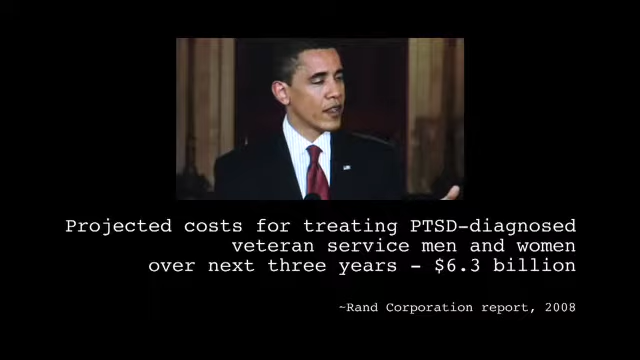 Projected costs for treating PTSD-diagnosed
veteran service men and women
over next three years - $6.3 billion
~Rand Corporation report, 2008